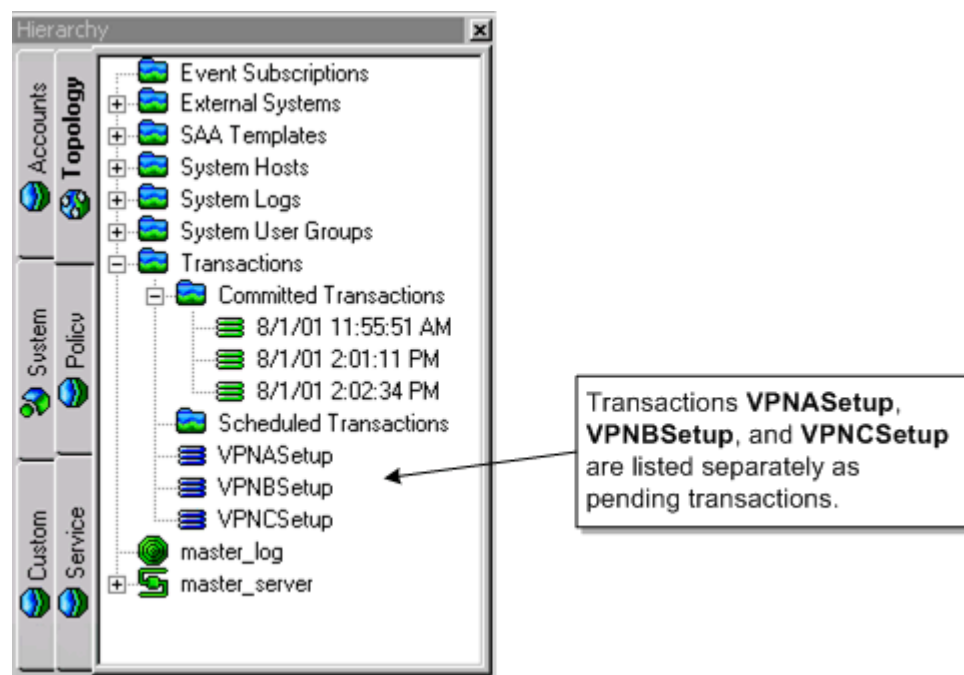 Hierarchy
Accounts
Topology
System
Policy
Custom
Service
Event Subscriptions
External Systems
SAA Templates
System Hosts
System Logs
System User Groups
Transactions
Committed Transactions
8/1/01 11:55:51 AM
8/1/01 2:01:11 PM
8/1/01 2:02:34 PM
Scheduled Transactions
VPNASetup
VPNBSetup
VPNCSetup
master_log
master_server
Transactions VPNASetup,
VPNBSetup, and VPNCSetup
are listed separately as
pending transactions.